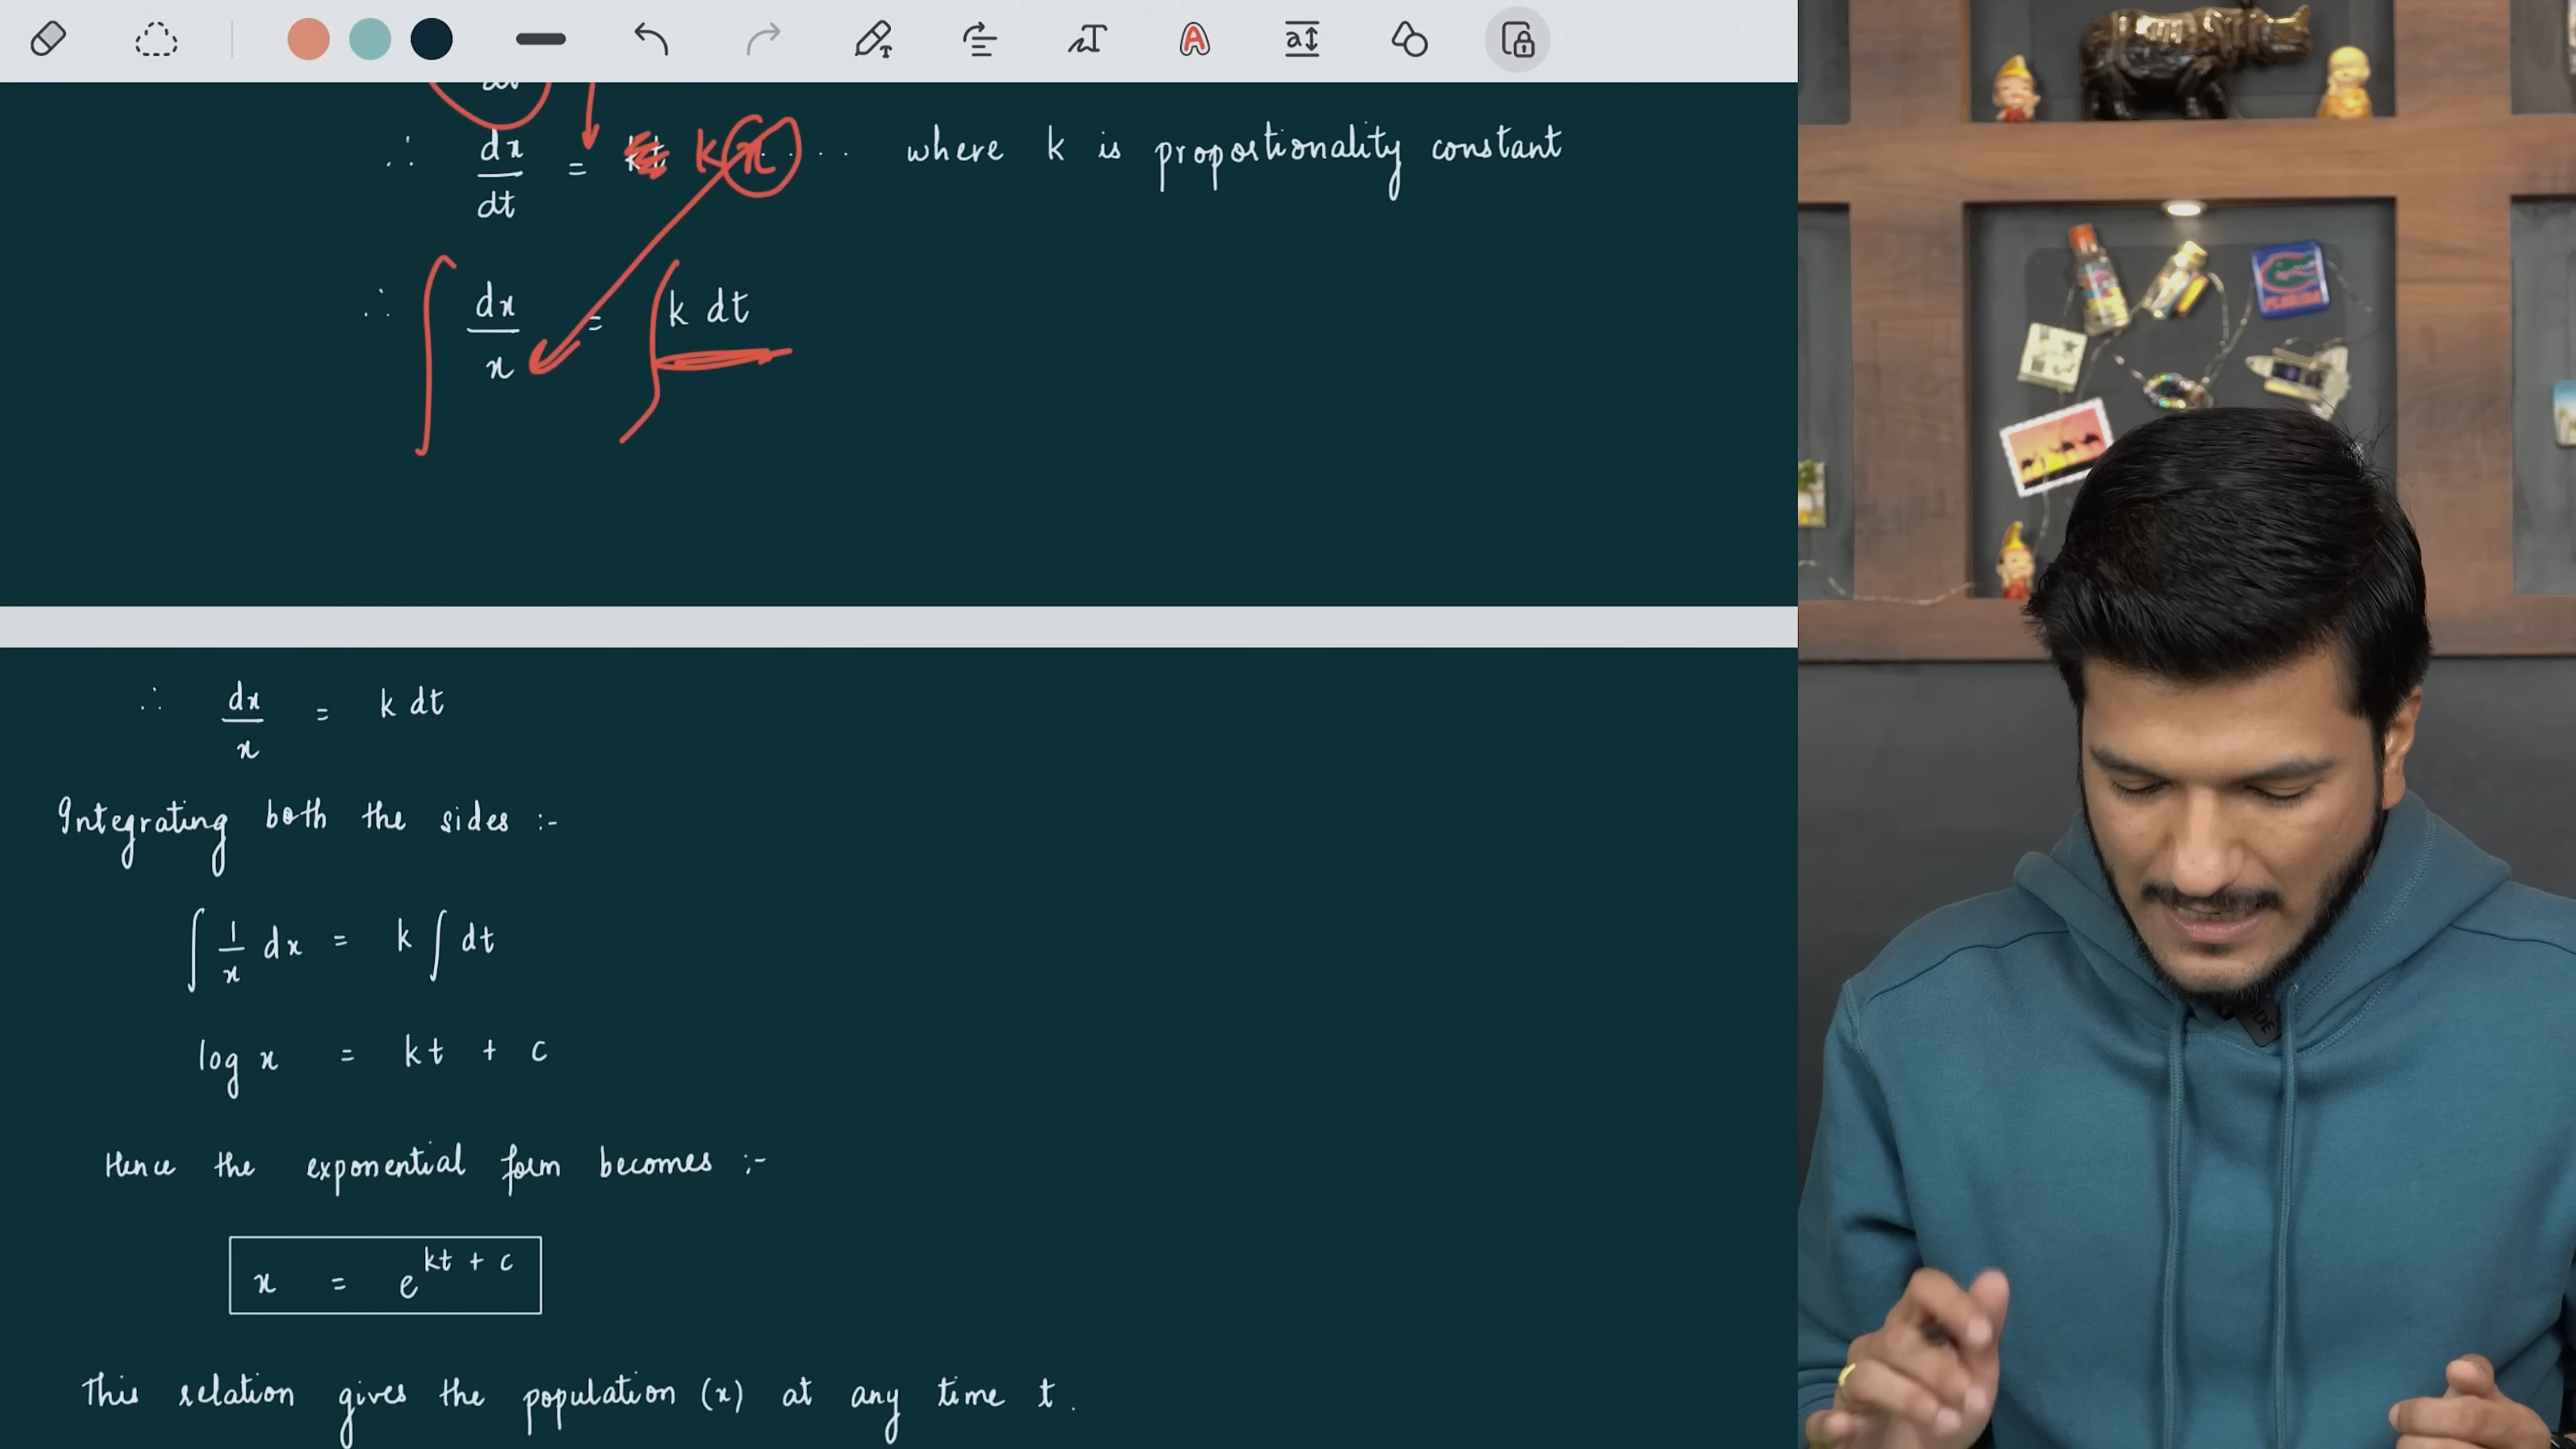 ∴ dx/dt = kx .... where k is proportionality constant
∴ ∫ dx/x = ∫ k dt
∴ dx/x = k dt
Integrating both the sides :-
∫ 1/x dx = k ∫ dt
log x = kt + c
Hence the exponential form becomes :-
x = e^(kt + c)
This relation gives the population (x) at any time t.
FLORIDA